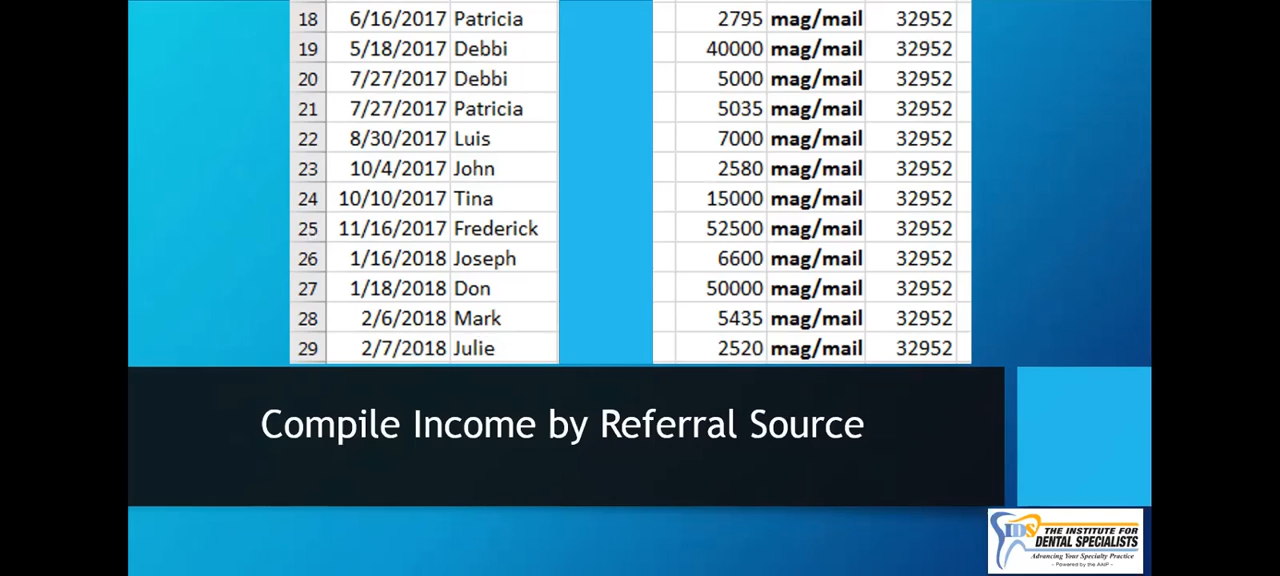 18 6/16/2017 Patricia 2795 mag/mail 32952
19 5/18/2017 Debbi 40000 mag/mail 32952
20 7/27/2017 Debbi 5000 mag/mail 32952
21 7/27/2017 Patricia 5035 mag/mail 32952
22 8/30/2017 Luis 7000 mag/mail 32952
23 10/4/2017 John 2580 mag/mail 32952
24 10/10/2017 Tina 15000 mag/mail 32952
25 11/16/2017 Frederick 52500 mag/mail 32952
26 1/16/2018 Joseph 6600 mag/mail 32952
27 1/18/2018 Don 50000 mag/mail 32952
28 2/6/2018 Mark 5435 mag/mail 32952
29 2/7/2018 Julie 2520 mag/mail 32952
Compile Income by Referral Source
IDS
THE INSTITUTE FOR
DENTAL SPECIALISTS
Advancing Your Specialty Practice
- Powered by the AAIP -